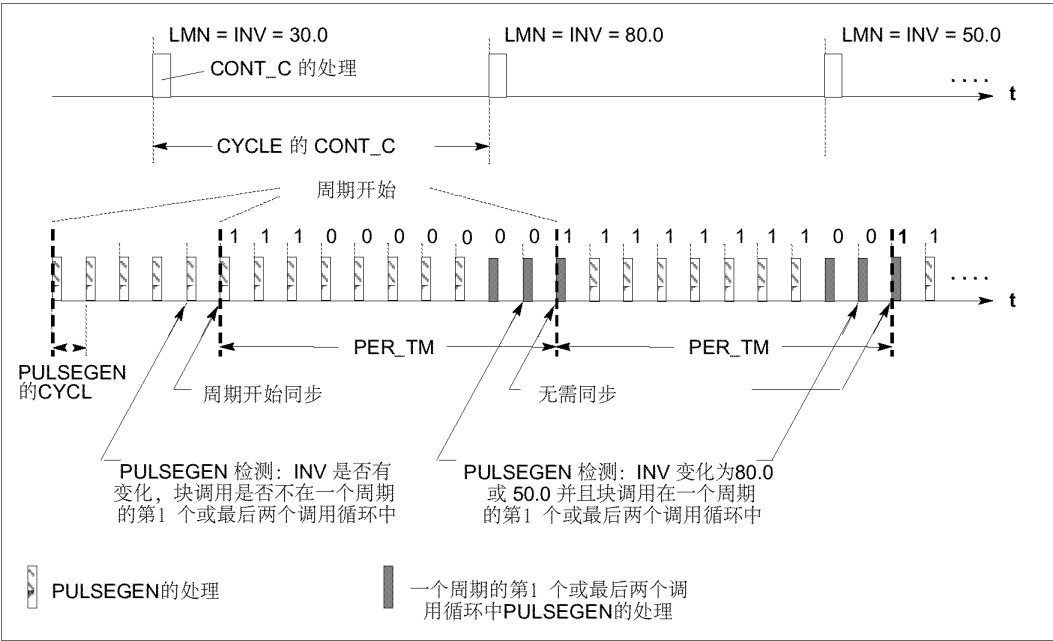 LMN = INV = 30.0
LMN = INV = 80.0
LMN = INV = 50.0
CONT_C 的处理
....
t
CYCLE 的 CONT_C
周期开始
1 1 1 0 0 0 0 0 0 0 1 1 1 1 1 1 1 1 0 0 1 1
....
t
PER_TM
PER_TM
PULSEGEN
的CYCL
周期开始同步
无需同步
PULSEGEN 检测：INV 是否有
变化，块调用是否不在一个周期
的第1 个或最后两个调用循环中
PULSEGEN 检测：INV 变化为80.0
或 50.0 并且块调用在一个周期
的第1 个或最后两个调用循环中
PULSEGEN的处理
一个周期的第1 个或最后两个调
用循环中PULSEGEN的处理